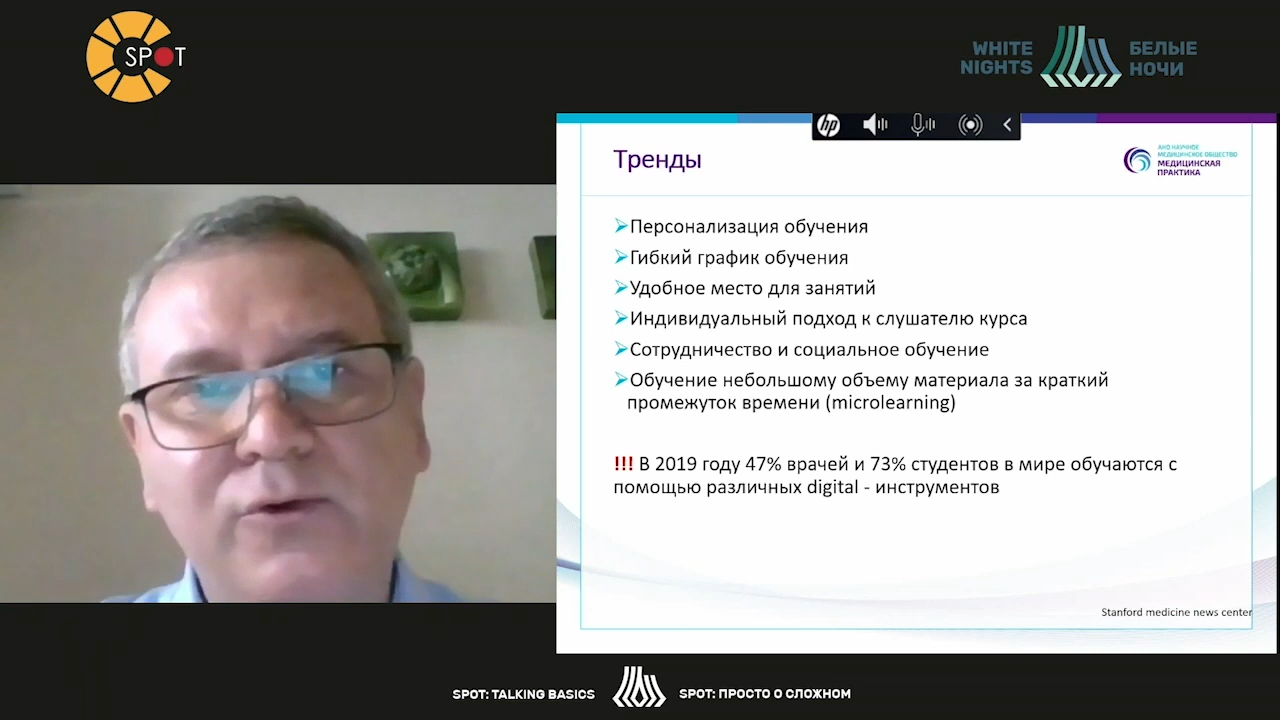 SPOT
WHITE
NIGHTS
БЕЛЫЕ
НОЧИ
hp
Тренды
АНО НАУЧНОЕ
МЕДИЦИНСКОЕ ОБЩЕСТВО
МЕДИЦИНСКАЯ
ПРАКТИКА
Персонализация обучения
Гибкий график обучения
Удобное место для занятий
Индивидуальный подход к слушателю курса
Сотрудничество и социальное обучение
Обучение небольшому объему материала за краткий
промежуток времени (microlearning)
!!! В 2019 году 47% врачей и 73% студентов в мире обучаются с
помощью различных digital - инструментов
Stanford medicine news center
SPOT: TALKING BASICS
SPOT: ПРОСТО О СЛОЖНОМ